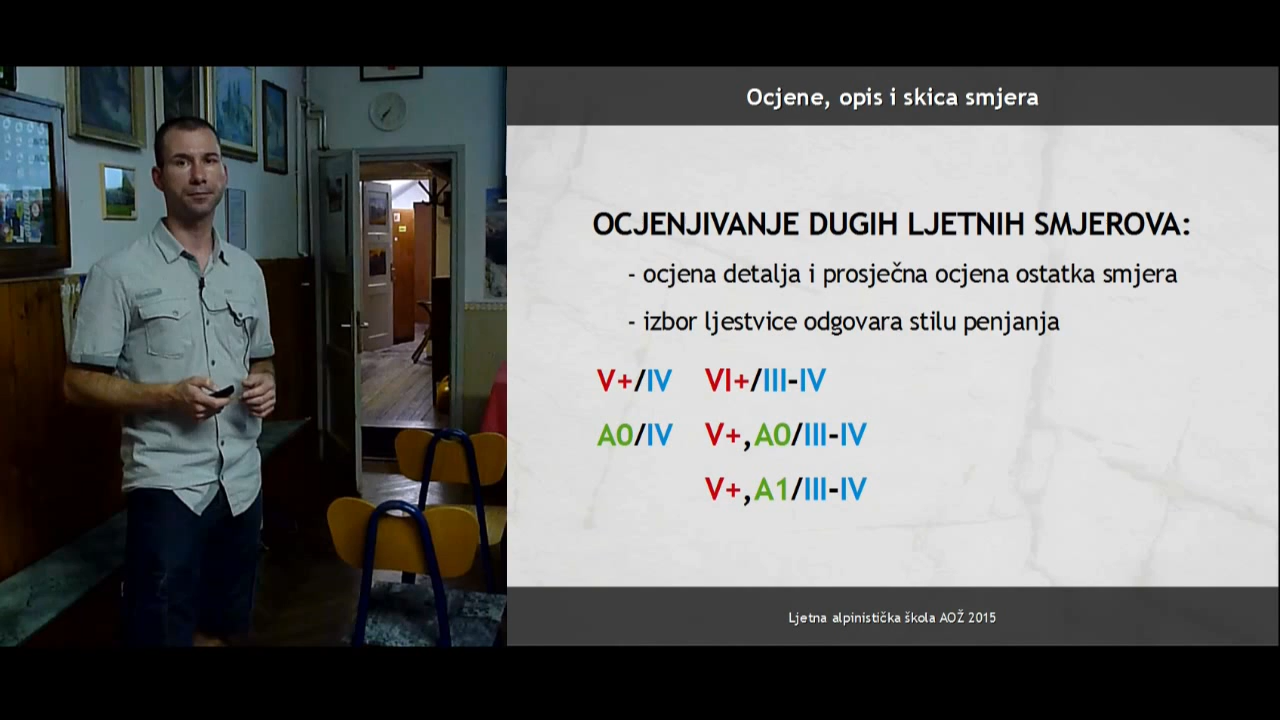 Ocjene, opis i skica smjera
OCJENJIVANJE DUGIH LJETNIH SMJEROVA:
- ocjena detalja i prosječna ocjena ostatka smjera
- izbor ljestvice odgovara stilu penjanja
V+/IV VI+/III-IV
A0/IV V+,A0/III-IV
V+,A1/III-IV
Ljetna alpinistička škola AOŽ 2015